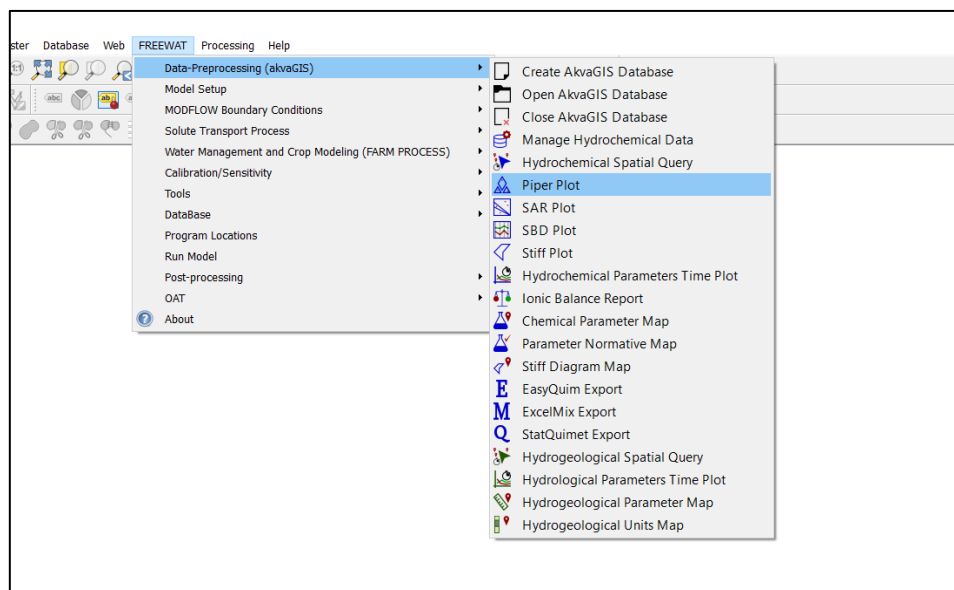 ster Database Web FREEWAT Processing Help
Data-Preprocessing (akvaGIS)
Model Setup
MODFLOW Boundary Conditions
Solute Transport Process
Water Management and Crop Modeling (FARM PROCESS)
Calibration/Sensitivity
Tools
DataBase
Program Locations
Run Model
Post-processing
OAT
About
Create AkvaGIS Database
Open AkvaGIS Database
Close AkvaGIS Database
Manage Hydrochemical Data
Hydrochemical Spatial Query
Piper Plot
SAR Plot
SBD Plot
Stiff Plot
Hydrochemical Parameters Time Plot
Ionic Balance Report
Chemical Parameter Map
Parameter Normative Map
Stiff Diagram Map
E EasyQuim Export
M ExcelMix Export
Q StatQuimet Export
Hydrogeological Spatial Query
Hydrological Parameters Time Plot
Hydrogeological Parameter Map
Hydrogeological Units Map